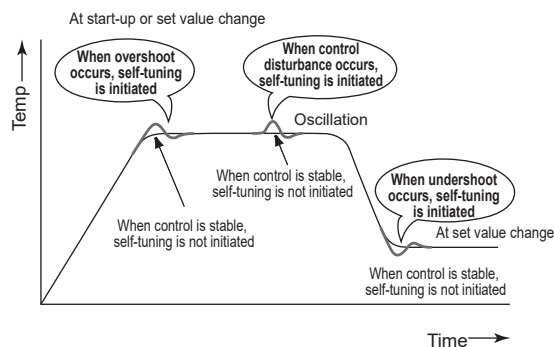 At start-up or set value change
When overshoot
occurs, self-tuning
is initiated
When control
disturbance occurs,
self-tuning is initiated
Temp
Oscillation
When control is stable,
self-tuning is not initiated
When control is stable,
self-tuning is not initiated
When undershoot
occurs, self-tuning
is initiated
At set value change
When control is stable,
self-tuning is not initiated
Time